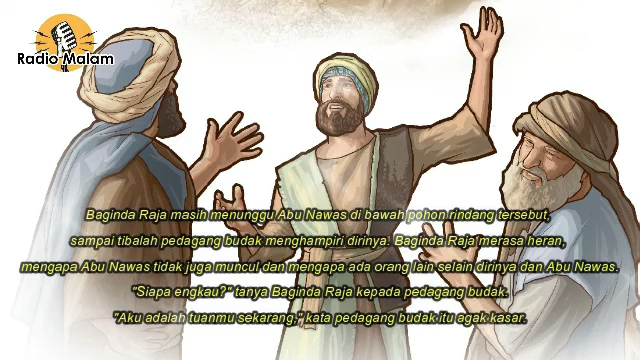 Radio Malam
Baginda Raja masih menunggu Abu Nawas di bawah pohon rindang tersebut,
sampai tibalah pedagang budak menghampiri dirinya. Baginda Raja merasa heran,
mengapa Abu Nawas tidak juga muncul dan mengapa ada orang lain selain dirinya dan Abu Nawas.
"Siapa engkau?" tanya Baginda Raja kepada pedagang budak.
"Aku adalah tuanmu sekarang," kata pedagang budak itu agak kasar.